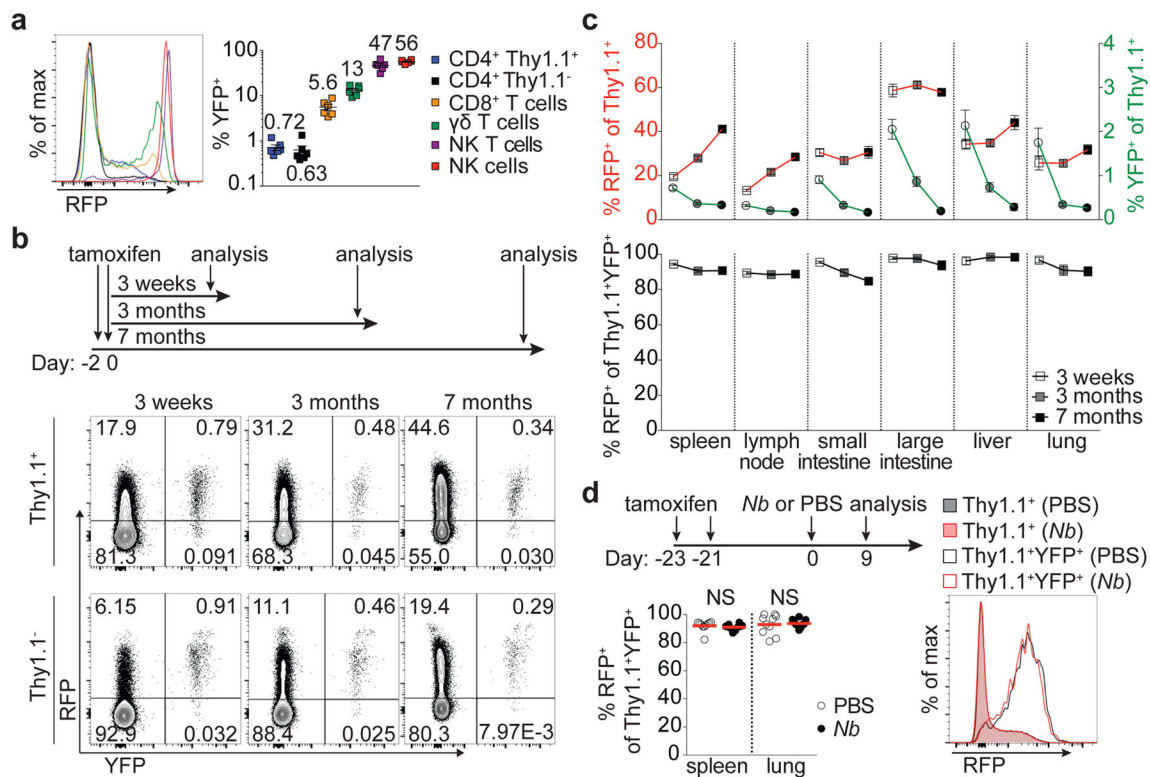 a
% of max
RFP
% YFP⁺
100
10
1
0.1
0.72
0.63
5.6
13
47
56
CD4⁺ Thy1.1⁺
CD4⁺ Thy1.1⁻
CD8⁺ T cells
γδ T cells
NK T cells
NK cells
b
tamoxifen
analysis
analysis
analysis
3 weeks
3 months
7 months
Day: -2 0
3 weeks
3 months
7 months
Thy1.1⁺
17.9
0.79
81.3
0.091
31.2
0.48
68.3
0.045
44.6
0.34
55.0
0.030
Thy1.1⁻
6.15
0.91
92.9
0.032
11.1
0.46
88.4
0.025
19.4
0.29
80.3
7.97E-3
RFP
YFP
c
% RFP⁺ of Thy1.1⁺
80
60
40
20
0
% YFP⁺ of Thy1.1⁺
4
3
2
1
0
% RFP⁺ of Thy1.1⁺YFP⁺
100
80
60
40
20
0
3 weeks
3 months
7 months
spleen
lymph
node
small
intestine
large
intestine
liver
lung
d
tamoxifen
Nb or PBS
analysis
Day: -23 -21
0
9
% RFP⁺
of Thy1.1⁺YFP⁺
100
80
60
40
20
0
NS
NS
PBS
Nb
spleen
lung
Thy1.1⁺ (PBS)
Thy1.1⁺ (Nb)
Thy1.1⁺YFP⁺ (PBS)
Thy1.1⁺YFP⁺ (Nb)
% of max
RFP